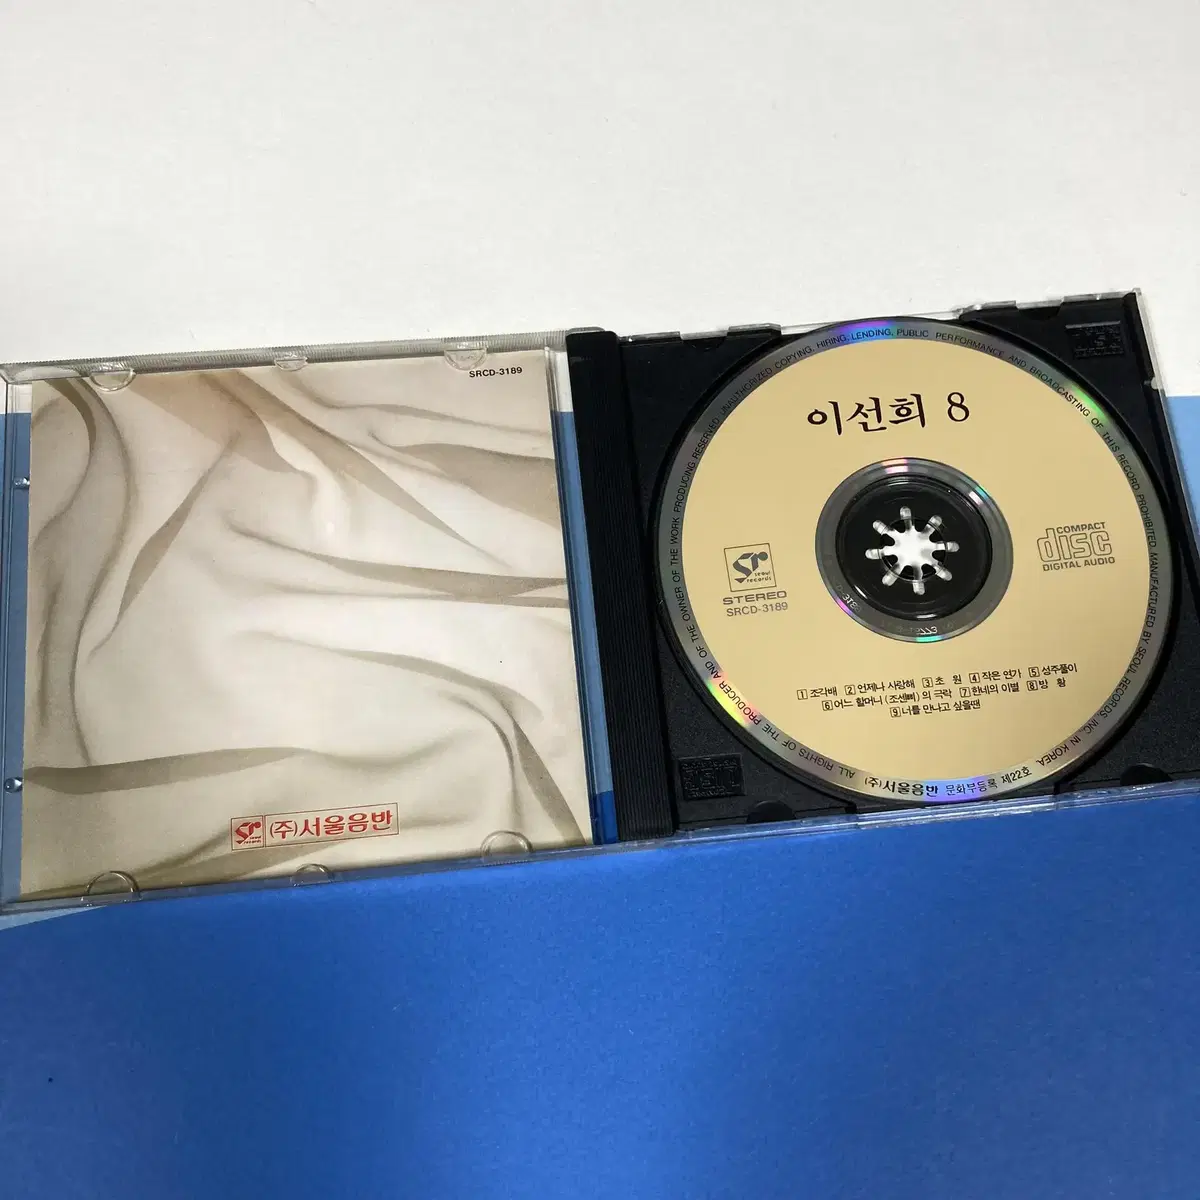 SRCD-3189
sr seoul records
(주)서울음반
UNAUTHORIZED COPYING, HIRING, LENDING, PUBLIC PERFORMANCE AND BROADCASTING OF THIS RECORD PROHIBITED. MANUFACTURED BY SEOUL RECORDS, INC. IN KOREA.
이선희 8
sr seoul records
STEREO
SRCD-3189
COMPACT
disc
DIGITAL AUDIO
1 조각배 2 언제나 사랑해 3 초 원 4 작은 연가 5 성주풀이
6 어느 할머니 (조센삐) 의 극락 7 한네의 이별 8 방 황
9 너를 만나고 싶을땐
(주)서울음반 문화부등록 제22호
ALL RIGHTS OF THE PRODUCER AND OF THE OWNER OF THE WORK PRODUCING RESERVED